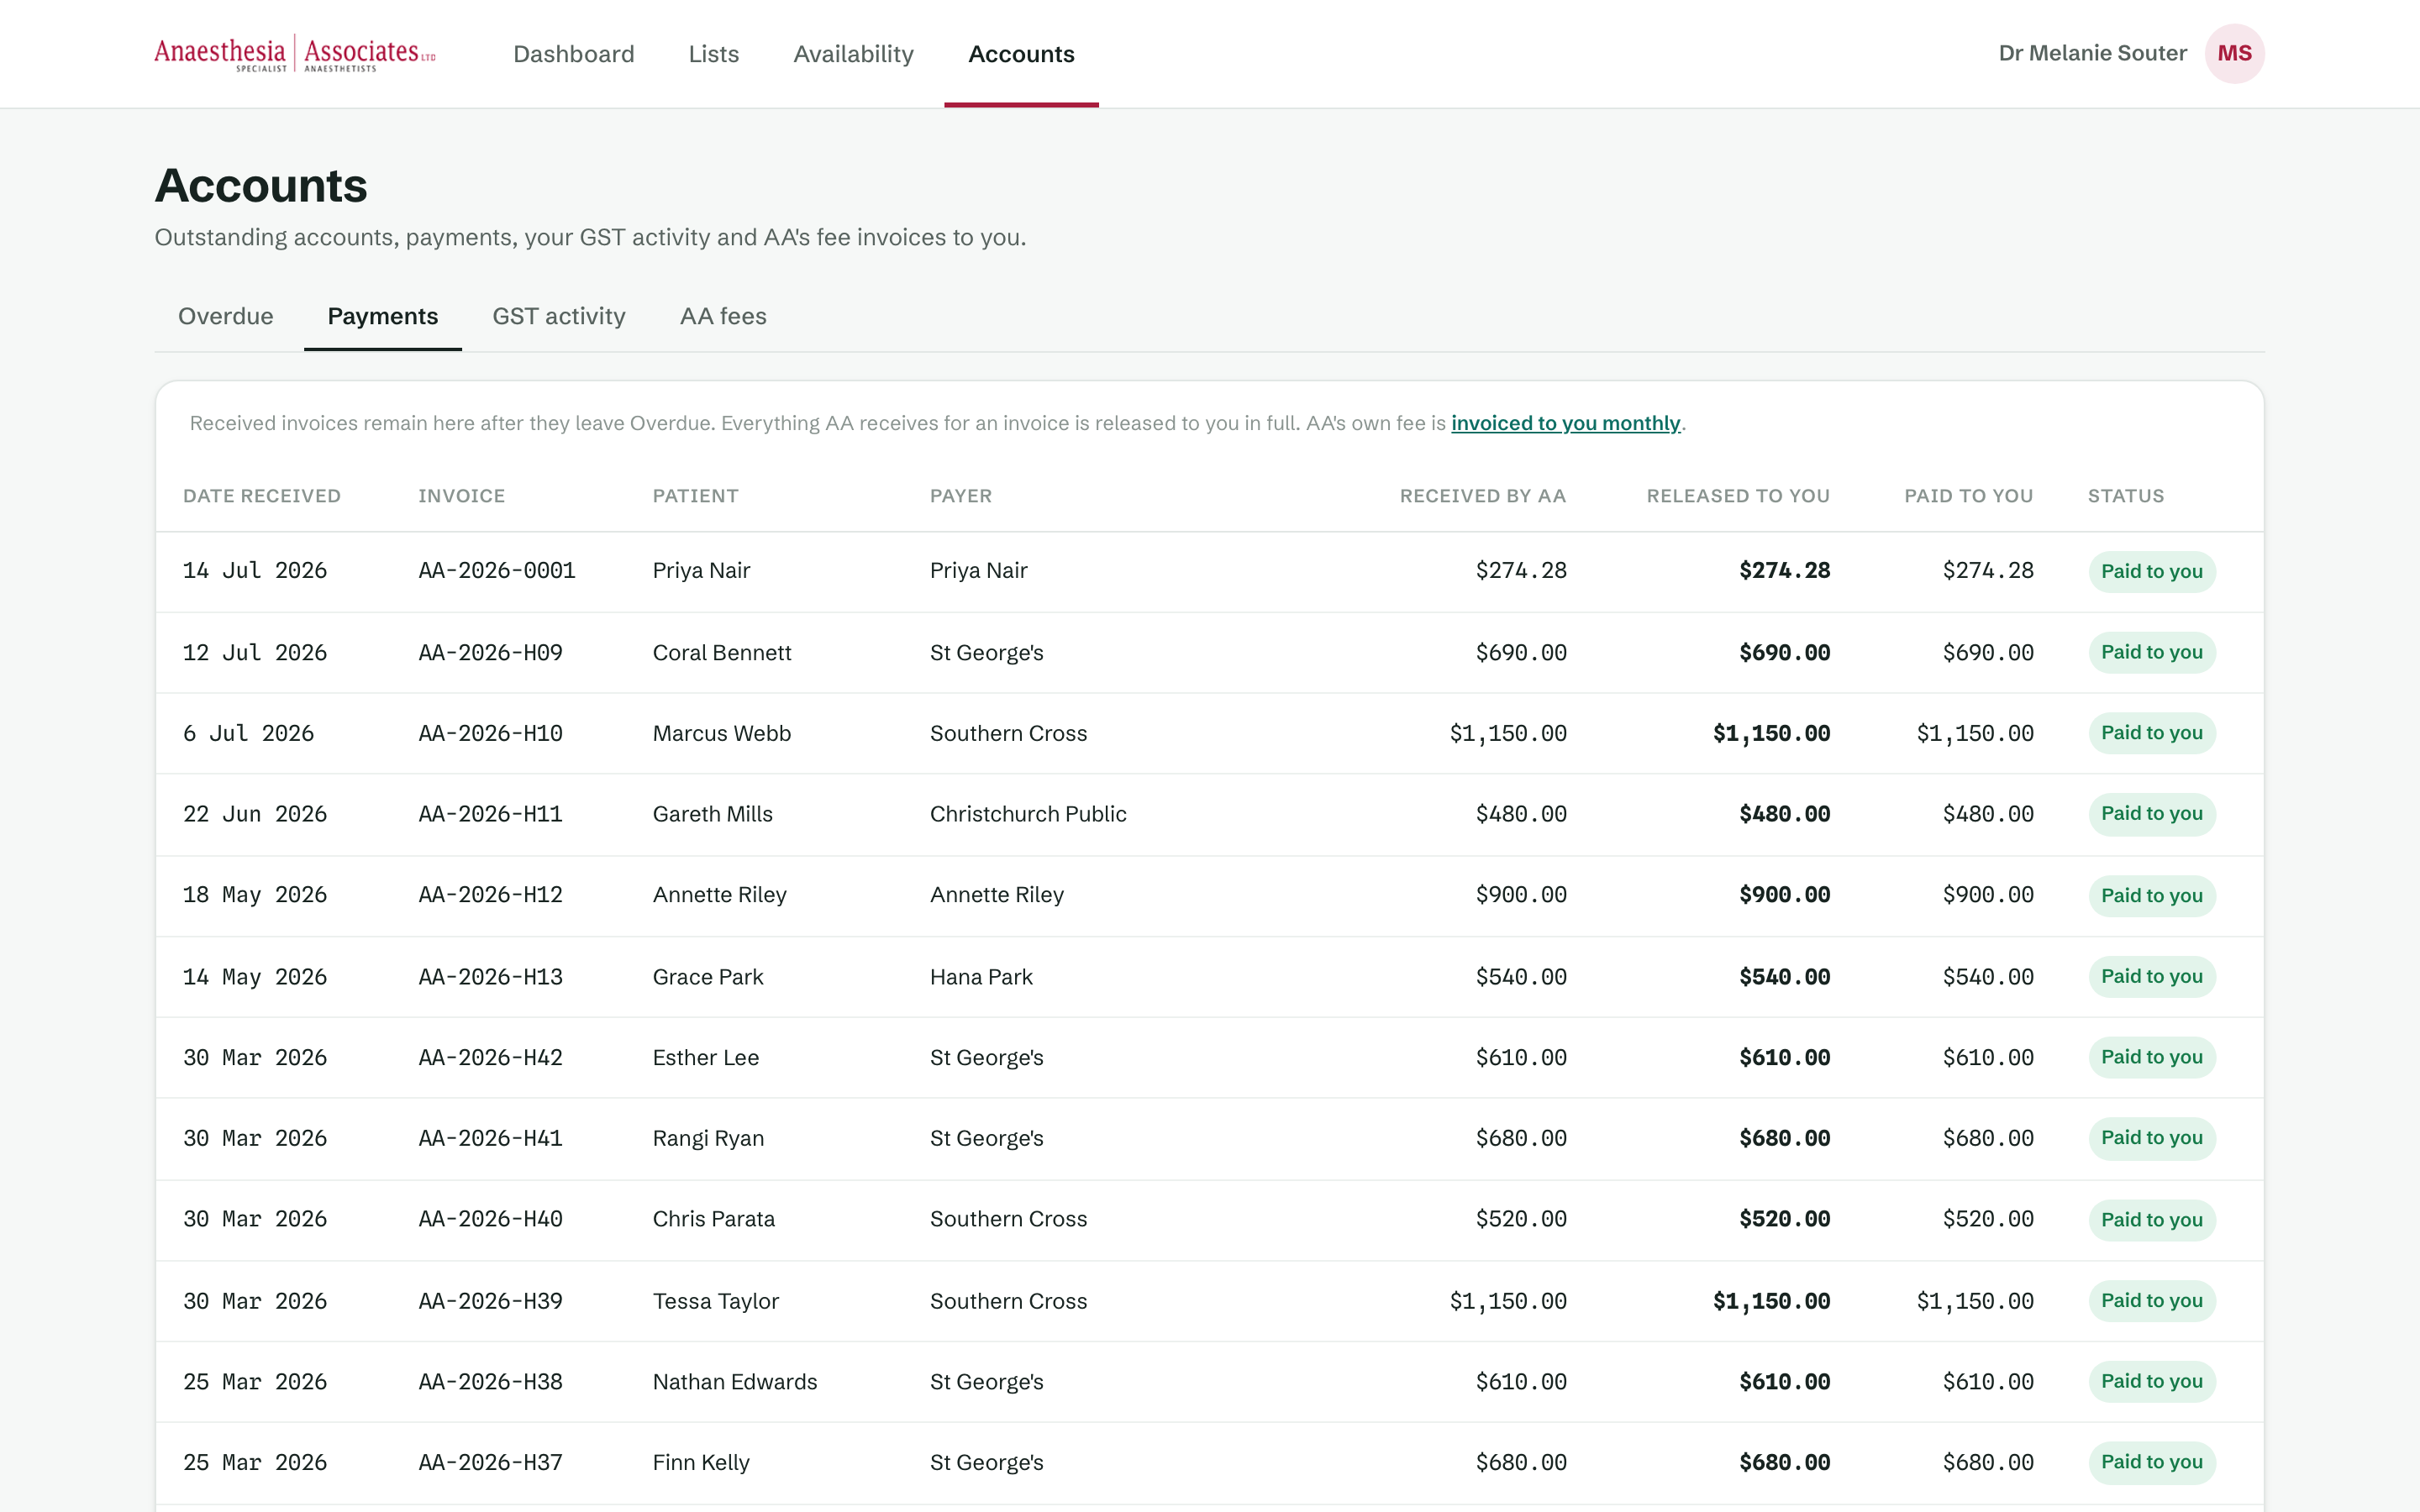 Anaesthesia | Associates LTD Dashboard Lists Availability Accounts Dr Melanie Souter MS
SPECIALIST ANAESTHETISTS
Accounts
Outstanding accounts, payments, your GST activity and AA's fee invoices to you.
Overdue Payments GST activity AA fees
Received invoices remain here after they leave Overdue. Everything AA receives for an invoice is released to you in full. AA's own fee is invoiced to you monthly.
DATE RECEIVED INVOICE PATIENT PAYER RECEIVED BY AA RELEASED TO YOU PAID TO YOU STATUS
14 Jul 2026 AA-2026-0001 Priya Nair Priya Nair $274.28 $274.28 $274.28 Paid to you
12 Jul 2026 AA-2026-H09 Coral Bennett St George's $690.00 $690.00 $690.00 Paid to you
6 Jul 2026 AA-2026-H10 Marcus Webb Southern Cross $1,150.00 $1,150.00 $1,150.00 Paid to you
22 Jun 2026 AA-2026-H11 Gareth Mills Christchurch Public $480.00 $480.00 $480.00 Paid to you
18 May 2026 AA-2026-H12 Annette Riley Annette Riley $900.00 $900.00 $900.00 Paid to you
14 May 2026 AA-2026-H13 Grace Park Hana Park $540.00 $540.00 $540.00 Paid to you
30 Mar 2026 AA-2026-H42 Esther Lee St George's $610.00 $610.00 $610.00 Paid to you
30 Mar 2026 AA-2026-H41 Rangi Ryan St George's $680.00 $680.00 $680.00 Paid to you
30 Mar 2026 AA-2026-H40 Chris Parata Southern Cross $520.00 $520.00 $520.00 Paid to you
30 Mar 2026 AA-2026-H39 Tessa Taylor Southern Cross $1,150.00 $1,150.00 $1,150.00 Paid to you
25 Mar 2026 AA-2026-H38 Nathan Edwards St George's $610.00 $610.00 $610.00 Paid to you
25 Mar 2026 AA-2026-H37 Finn Kelly St George's $680.00 $680.00 $680.00 Paid to you